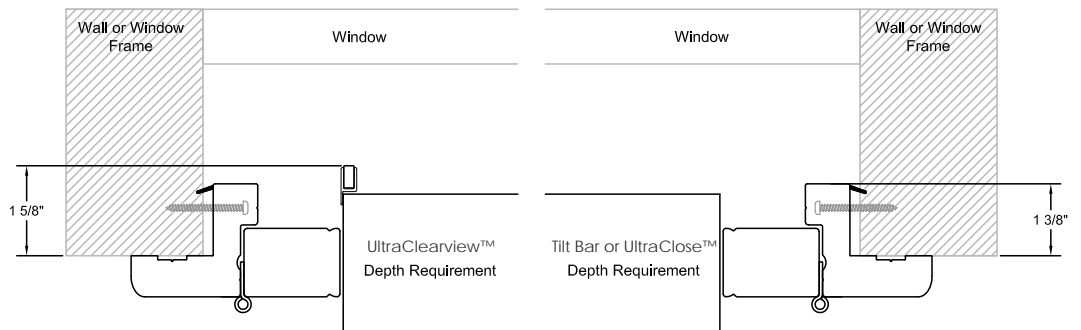 Wall or Window
Frame
Window
Window
Wall or Window
Frame
1 5/8"
1 3/8"
UltraClearview™
Depth Requirement
Tilt Bar or UltraClose™
Depth Requirement